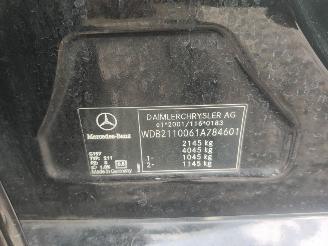 DAIMLERCHRYSLER AG
e1*2001/116*0183
WDB2110061A784601
Mercedes-Benz
2145 kg
4045 kg
1- 1045 kg
2- 1145 kg
211
Made in Germany